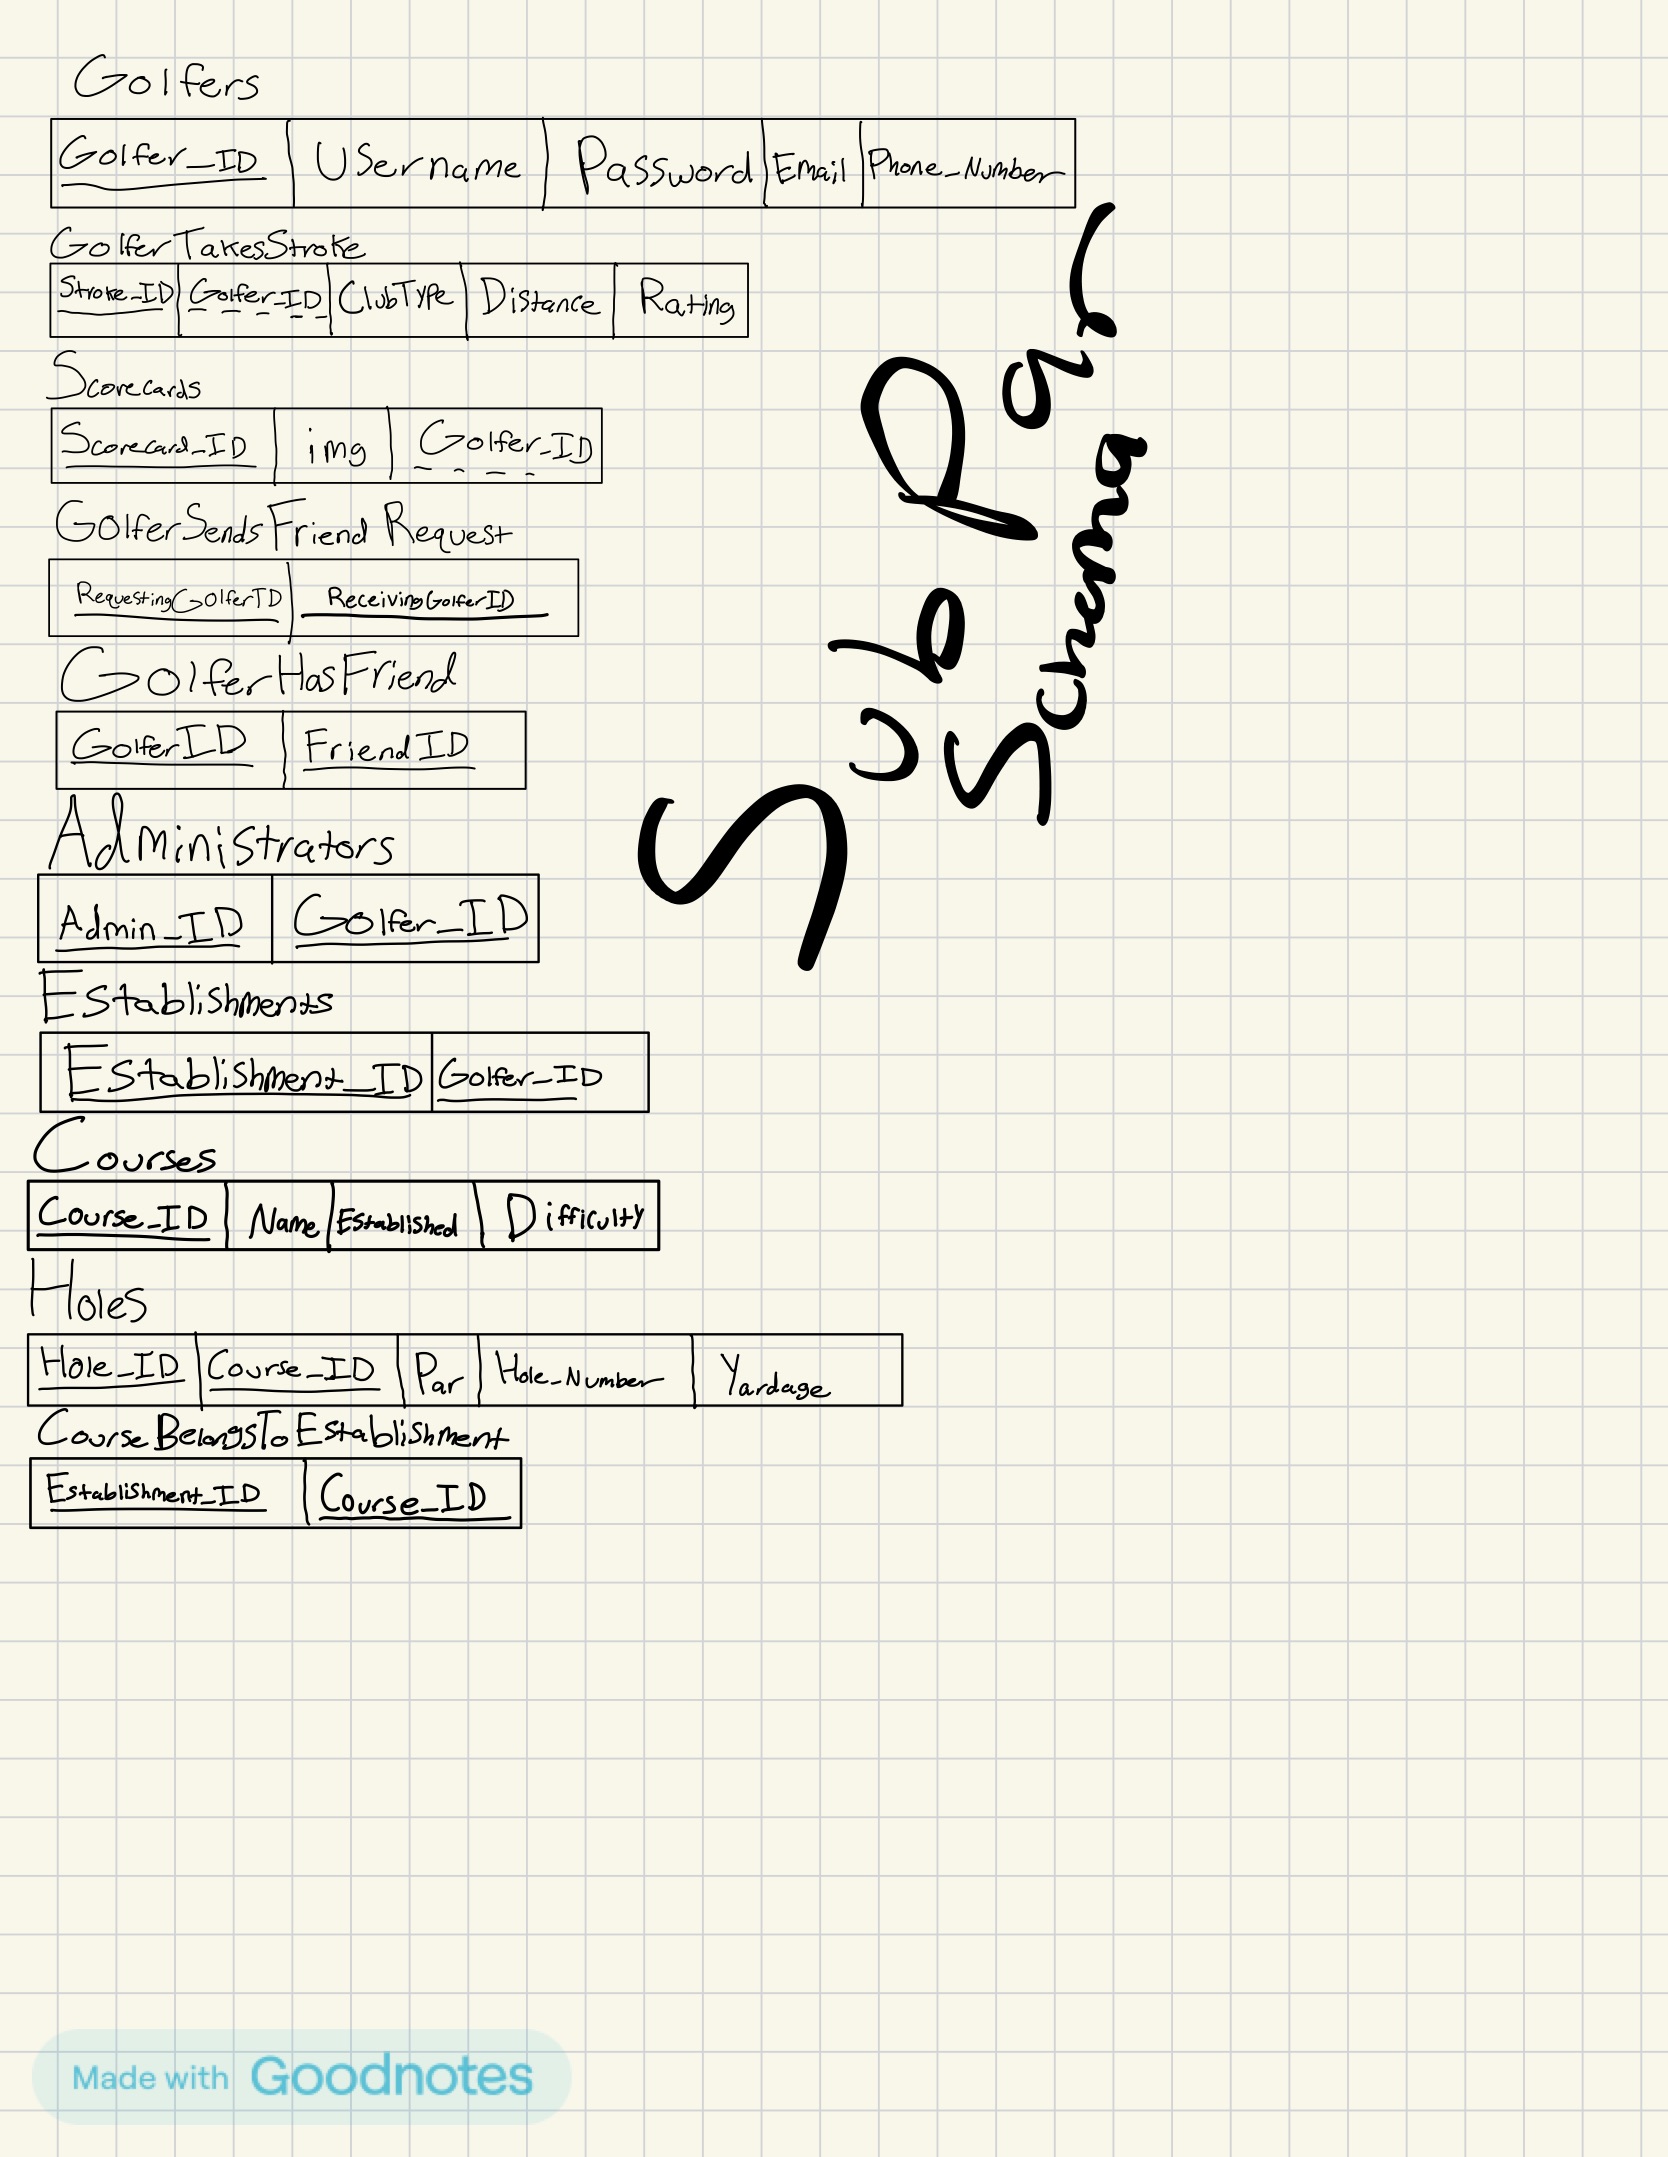 Golfers
Golfer_ID Username Password Email Phone_Number
GolferTakesStroke
Stroke_ID Golfer_ID ClubType Distance Rating
Scorecards
Scorecard_ID img Golfer_ID
GolferSendsFriendRequest
RequestingGolferID ReceivingGolferID
GolferHasFriend
GolferID FriendID
Administrators
Admin_ID Golfer_ID
Establishments
Establishment_ID Golfer_ID
Courses
Course_ID Name Established Difficulty
Holes
Hole_ID Course_ID Par Hole_Number Yardage
CourseBelongsToEstablishment
Establishment_ID Course_ID
Sub Par
Schema
Made with Goodnotes